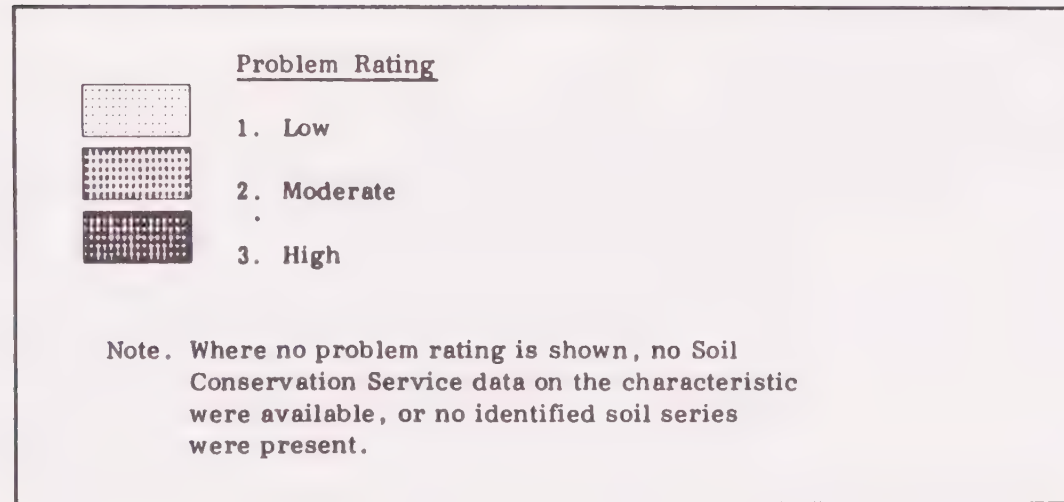 Problem Rating
1. Low
2. Moderate
3. High
Note. Where no problem rating is shown, no Soil
Conservation Service data on the characteristic
were available, or no identified soil series
were present.